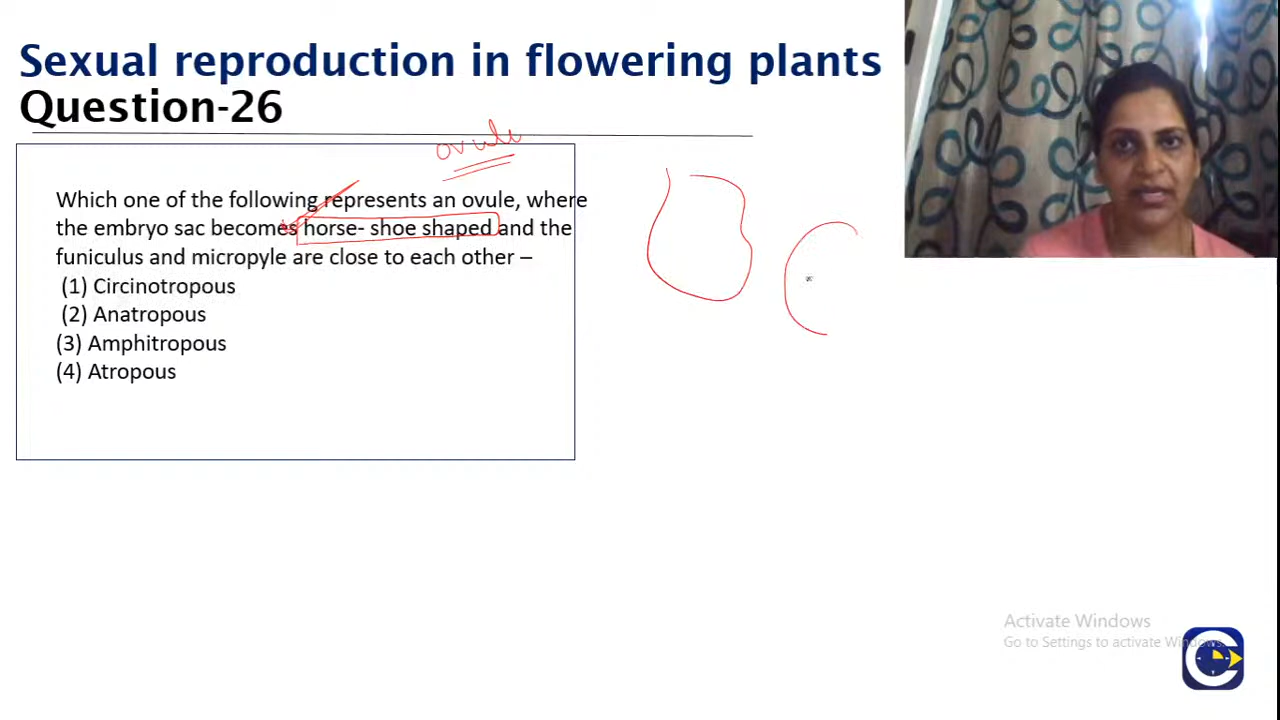 Sexual reproduction in flowering plants
Question-26
ovule
Which one of the following represents an ovule, where
the embryo sac becomes horse- shoe shaped and the
funiculus and micropyle are close to each other –
(1) Circinotropous
(2) Anatropous
(3) Amphitropous
(4) Atropous
Activate Windows
Go to Settings to activate Windows.